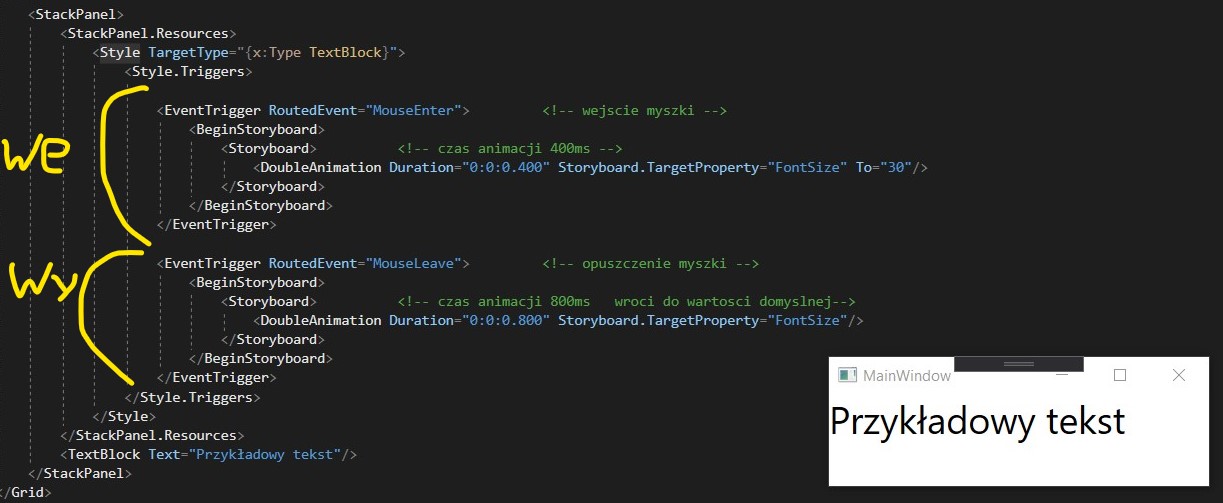 <StackPanel>
<StackPanel.Resources>
<Style TargetType="{x:Type TextBlock}">
<Style.Triggers>
<EventTrigger RoutedEvent="MouseEnter"> <!-- wejscie myszki -->
<BeginStoryboard>
<Storyboard> <!-- czas animacji 400ms -->
<DoubleAnimation Duration="0:0:0.400" Storyboard.TargetProperty="FontSize" To="30"/>
</Storyboard>
</BeginStoryboard>
</EventTrigger>
we
<EventTrigger RoutedEvent="MouseLeave"> <!-- opuszczenie myszki -->
<BeginStoryboard>
<Storyboard> <!-- czas animacji 800ms wroci do wartosci domyslnej-->
<DoubleAnimation Duration="0:0:0.800" Storyboard.TargetProperty="FontSize"/>
</Storyboard>
</BeginStoryboard>
</EventTrigger>
wy
</Style.Triggers>
</Style>
</StackPanel.Resources>
<TextBlock Text="Przykładowy tekst"/>
</StackPanel>
</Grid>
MainWindow
Przykładowy tekst